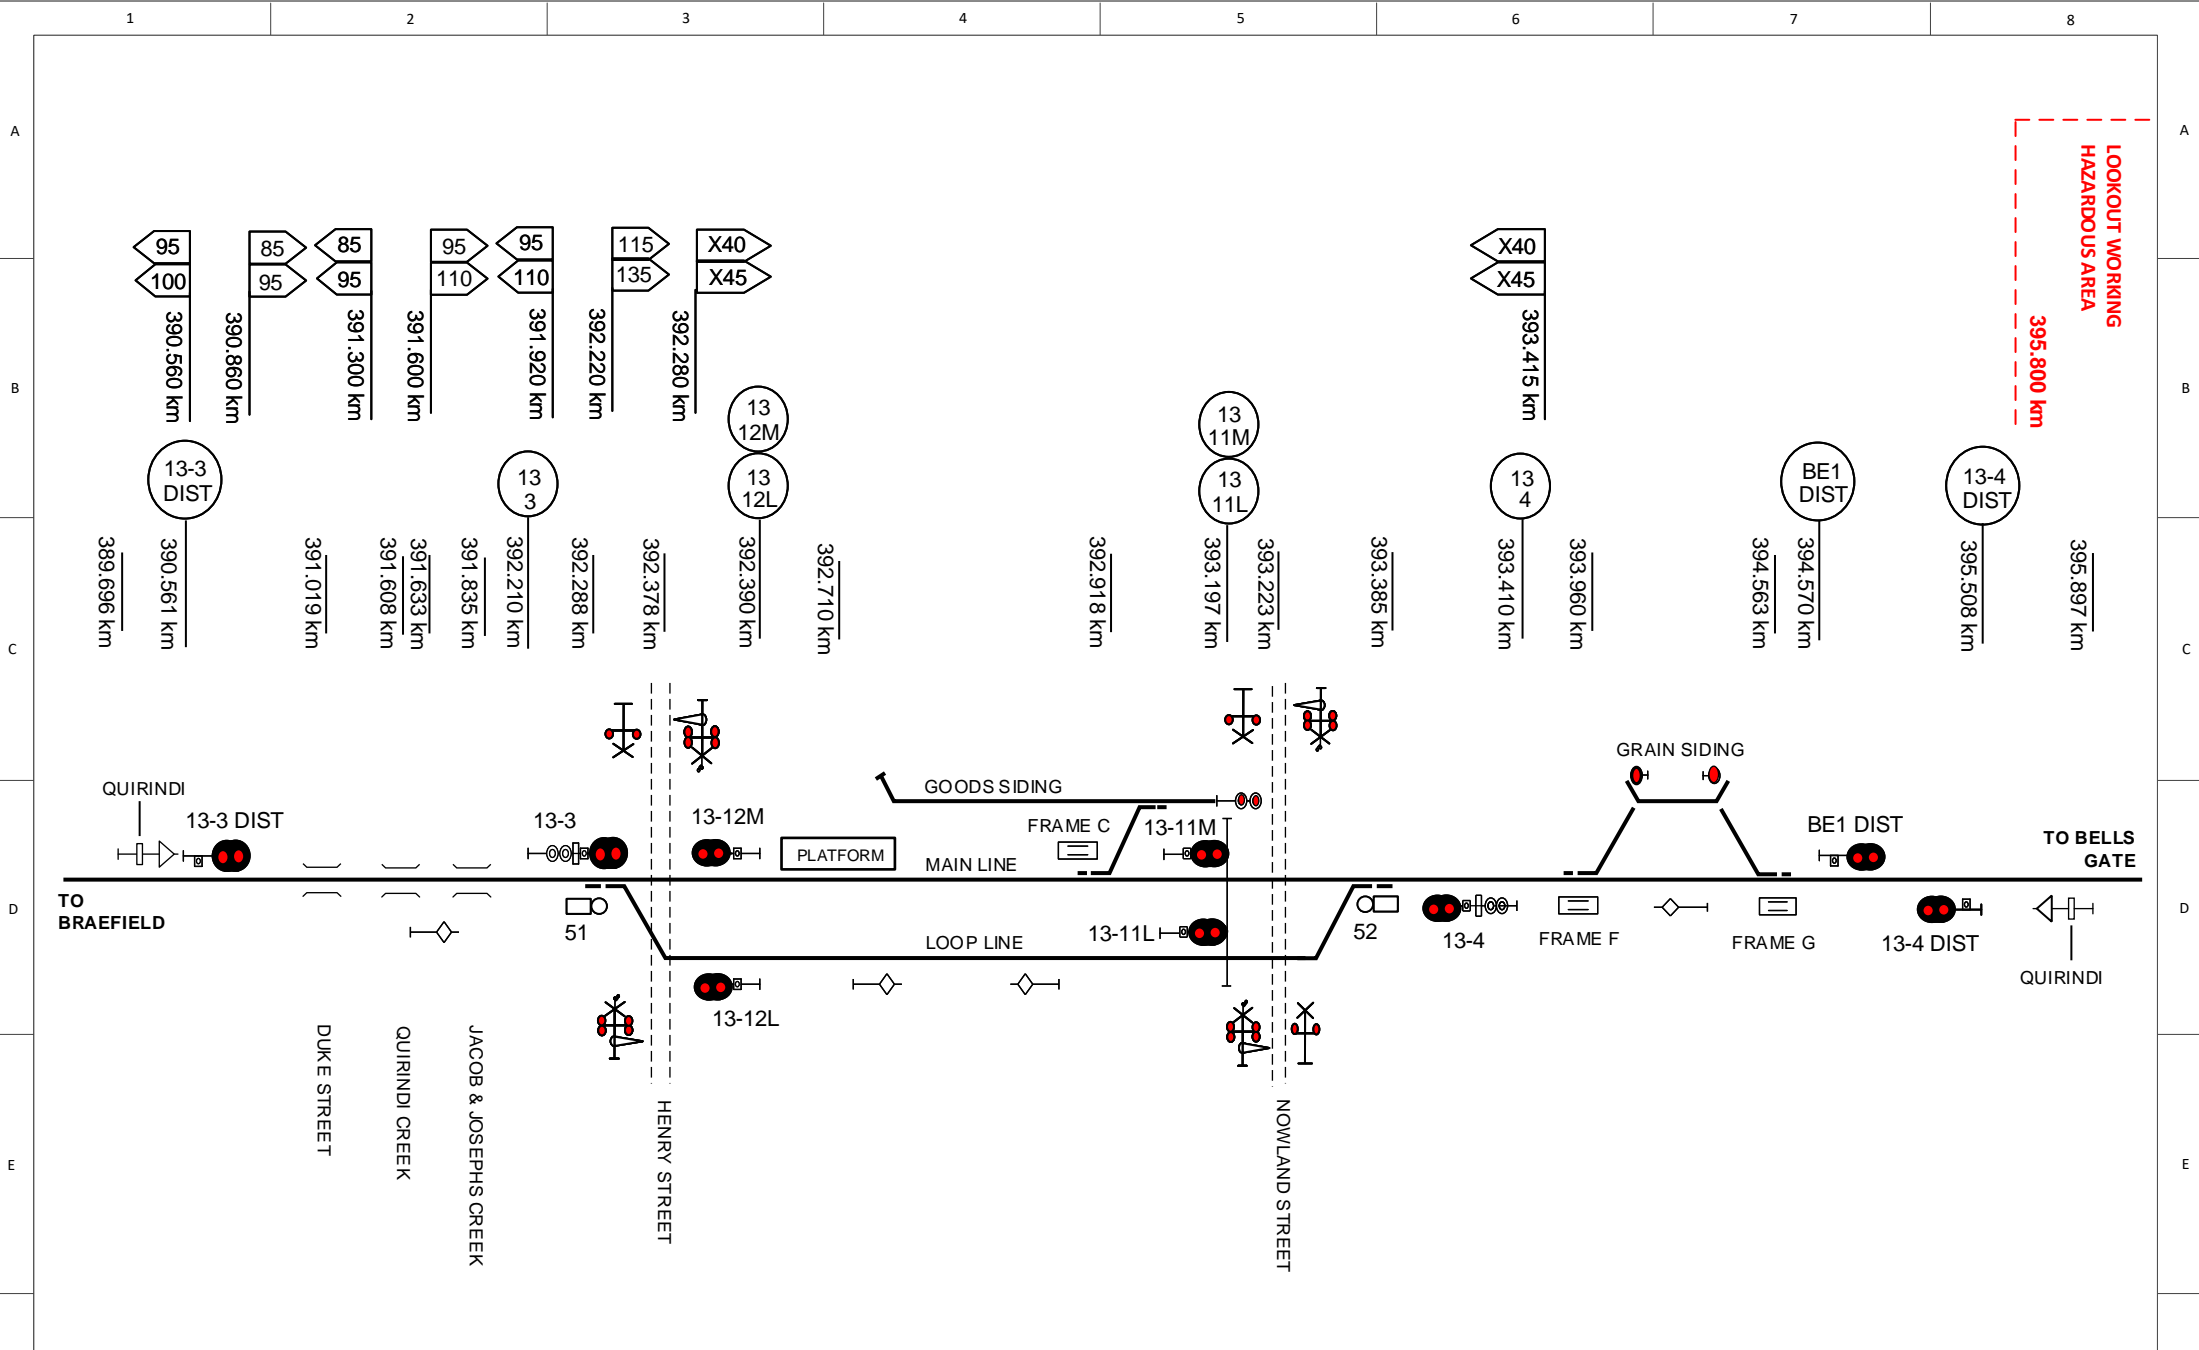 1 2 3 4 5 6 7 8
A A
LOOKOUT WORKING
HAZARDOUS AREA
395.800 km
95
100
390.560 km
85
95
390.860 km
85
95
391.300 km
95
110
391.600 km
95
110
391.920 km
115
135
392.220 km
X40
X45
392.280 km
X40
X45
393.415 km
B B
13-3
DIST
13
3
13
12M
13
12L
13
11M
13
11L
13
4
BE1
DIST
13-4
DIST
389.696 km
390.561 km
391.019 km
391.608 km
391.633 km
391.835 km
392.210 km
392.288 km
392.378 km
392.390 km
392.710 km
392.918 km
393.197 km
393.223 km
393.385 km
393.410 km
393.960 km
394.563 km
394.570 km
395.508 km
395.897 km
C C
GRAIN SIDING
QUIRINDI
GOODS SIDING
13-3 DIST
13-3
13-12M
FRAME C
13-11M
BE1 DIST
TO BELLS
GATE
PLATFORM
MAIN LINE
TO
BRAEFIELD
D D
51
LOOP LINE
13-11L
52
13-4
FRAME F
FRAME G
13-4 DIST
QUIRINDI
13-12L
DUKE STREET
QUIRINDI CREEK
JACOB & JOSEPHS CREEK
HENRY STREET
NOWLAND STREET
E E